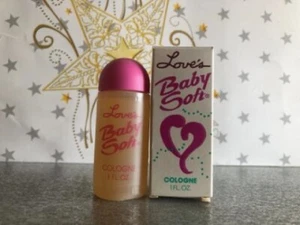 Love's
Baby
Soft
COLOGNE
1 FL OZ
Love's
Baby
Soft®
COLOGNE
1 FL OZ.